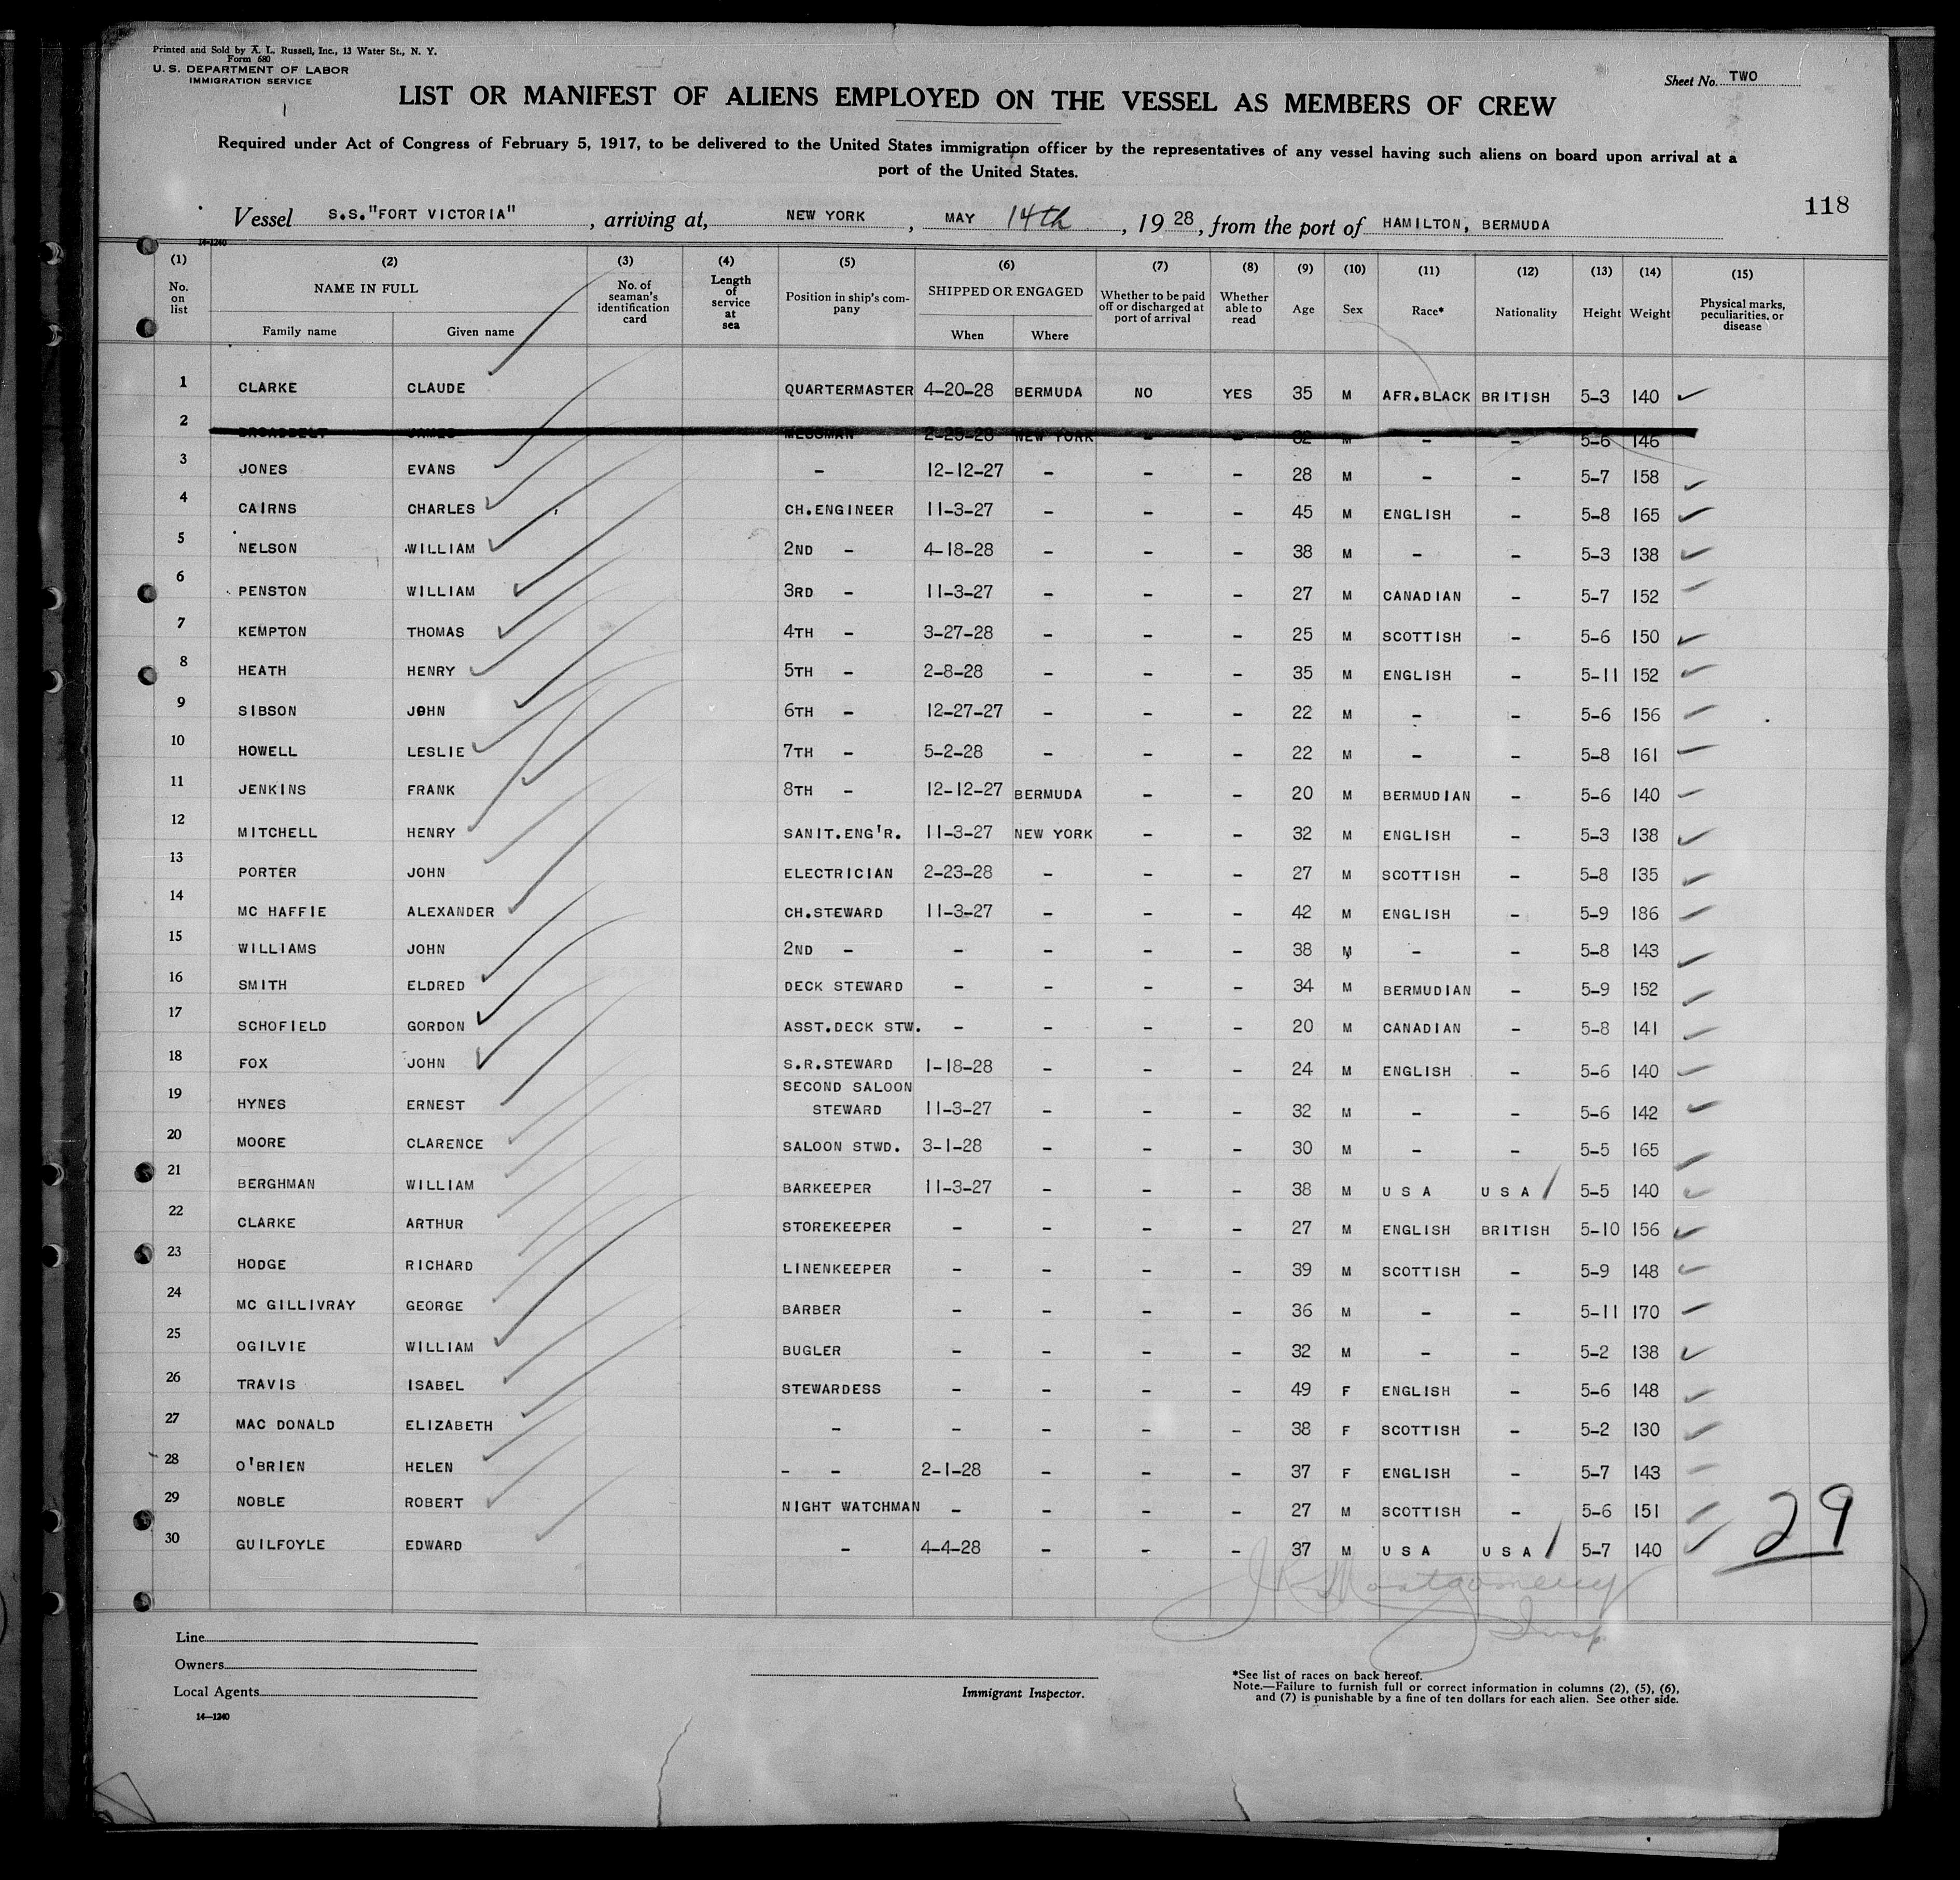 Printed and Sold by A. L. Russell, Inc., 13 Water St., N. Y.
Form 680
U. S. DEPARTMENT OF LABOR
IMMIGRATION SERVICE
Sheet No. TWO
LIST OR MANIFEST OF ALIENS EMPLOYED ON THE VESSEL AS MEMBERS OF CREW
Required under Act of Congress of February 5, 1917, to be delivered to the United States immigration officer by the representatives of any vessel having such aliens on board upon arrival at a
port of the United States.
118
Vessel S.S."FORT VICTORIA", arriving at, NEW YORK, MAY 14th, 1928, from the port of HAMILTON, BERMUDA
14-1240
(1) (2) (3) (4) (5) (6) (7) (8) (9) (10) (11) (12) (13) (14) (15)
No. on list NAME IN FULL Family name Given name No. of seaman's identification card Length of service at sea Position in ship's company SHIPPED OR ENGAGED When Where Whether to be paid off or discharged at port of arrival Whether able to read Age Sex Race* Nationality Height Weight Physical marks, peculiarities, or disease
1 CLARKE CLAUDE QUARTERMASTER 4-20-28 BERMUDA NO YES 35 M AFR.BLACK BRITISH 5-3 140
2 BROADBELT JAMES MESSMAN 2-25-28 NEW YORK - - 32 M - - 5-6 146
3 JONES EVANS - 12-12-27 - - - 28 M - - 5-7 158
4 CAIRNS CHARLES CH.ENGINEER 11-3-27 - - - 45 M ENGLISH - 5-8 165
5 NELSON WILLIAM 2ND - 4-18-28 - - - 38 M - - 5-3 138
6 PENSTON WILLIAM 3RD - 11-3-27 - - - 27 M CANADIAN - 5-7 152
7 KEMPTON THOMAS 4TH - 3-27-28 - - - 25 M SCOTTISH - 5-6 150
8 HEATH HENRY 5TH - 2-8-28 - - - 35 M ENGLISH - 5-11 152
9 SIBSON JOHN 6TH - 12-27-27 - - - 22 M - - 5-6 156
10 HOWELL LESLIE 7TH - 5-2-28 - - - 22 M - - 5-8 161
11 JENKINS FRANK 8TH - 12-12-27 BERMUDA - - 20 M BERMUDIAN - 5-6 140
12 MITCHELL HENRY SANIT.ENG'R. 11-3-27 NEW YORK - - 32 M ENGLISH - 5-3 138
13 PORTER JOHN ELECTRICIAN 2-23-28 - - - 27 M SCOTTISH - 5-8 135
14 MC HAFFIE ALEXANDER CH.STEWARD 11-3-27 - - - 42 M ENGLISH - 5-9 186
15 WILLIAMS JOHN 2ND - - - - - 38 M - - 5-8 143
16 SMITH ELDRED DECK STEWARD - - - - 34 M BERMUDIAN - 5-9 152
17 SCHOFIELD GORDON ASST.DECK STW. - - - - 20 M CANADIAN - 5-8 141
18 FOX JOHN S.R.STEWARD 1-18-28 - - - 24 M ENGLISH - 5-6 140
19 HYNES ERNEST SECOND SALOON STEWARD 11-3-27 - - - 32 M - - 5-6 142
20 MOORE CLARENCE SALOON STWD. 3-1-28 - - - 30 M - - 5-5 165
21 BERGHMAN WILLIAM BARKEEPER 11-3-27 - - - 38 M U S A U S A 5-5 140
22 CLARKE ARTHUR STOREKEEPER - - - - 27 M ENGLISH BRITISH 5-10 156
23 HODGE RICHARD LINENKEEPER - - - - 39 M SCOTTISH - 5-9 148
24 MC GILLIVRAY GEORGE BARBER - - - - 36 M - - 5-11 170
25 OGILVIE WILLIAM BUGLER - - - - 32 M - - 5-2 138
26 TRAVIS ISABEL STEWARDESS - - - - 49 F ENGLISH - 5-6 148
27 MAC DONALD ELIZABETH - - - - - 38 F SCOTTISH - 5-2 130
28 O'BRIEN HELEN - - 2-1-28 - - - 37 F ENGLISH - 5-7 143
29 NOBLE ROBERT NIGHT WATCHMAN - - - - 27 M SCOTTISH - 5-6 151
30 GUILFOYLE EDWARD - 4-4-28 - - - 37 M U S A U S A 5-7 140
29
J R Montgomery
Insp
Line
Owners
Local Agents
Immigrant Inspector.
*See list of races on back hereof.
Note.—Failure to furnish full or correct information in columns (2), (5), (6),
and (7) is punishable by a fine of ten dollars for each alien. See other side.
14—1240